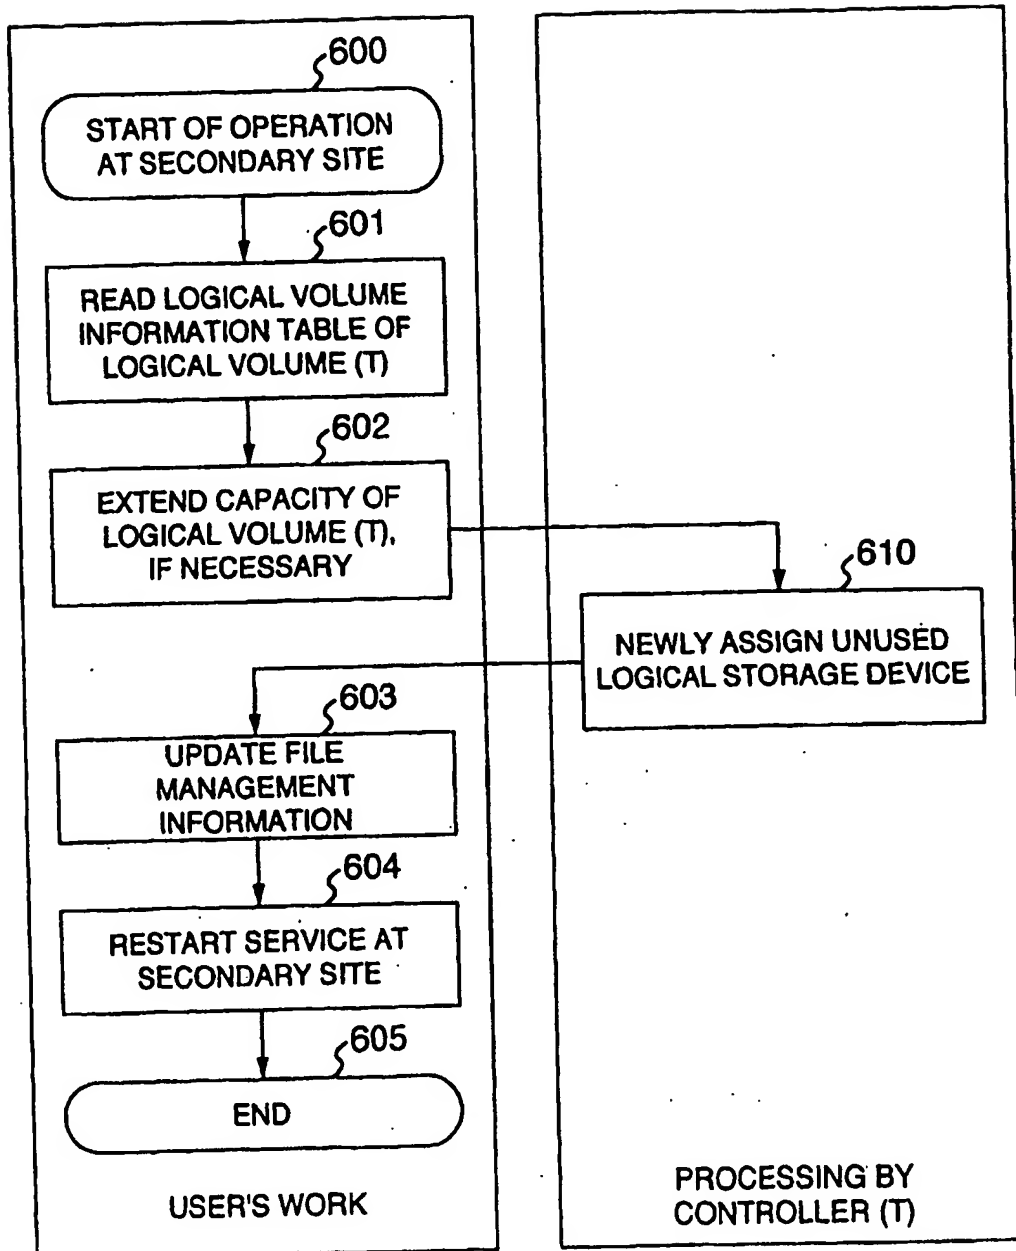 600
START OF OPERATION
AT SECONDARY SITE
601
READ LOGICAL VOLUME
INFORMATION TABLE OF
LOGICAL VOLUME (T)
602
EXTEND CAPACITY OF
LOGICAL VOLUME (T),
IF NECESSARY
610
NEWLY ASSIGN UNUSED
LOGICAL STORAGE DEVICE
603
UPDATE FILE
MANAGEMENT
INFORMATION
604
RESTART SERVICE AT
SECONDARY SITE
605
END
USER'S WORK
PROCESSING BY
CONTROLLER (T)